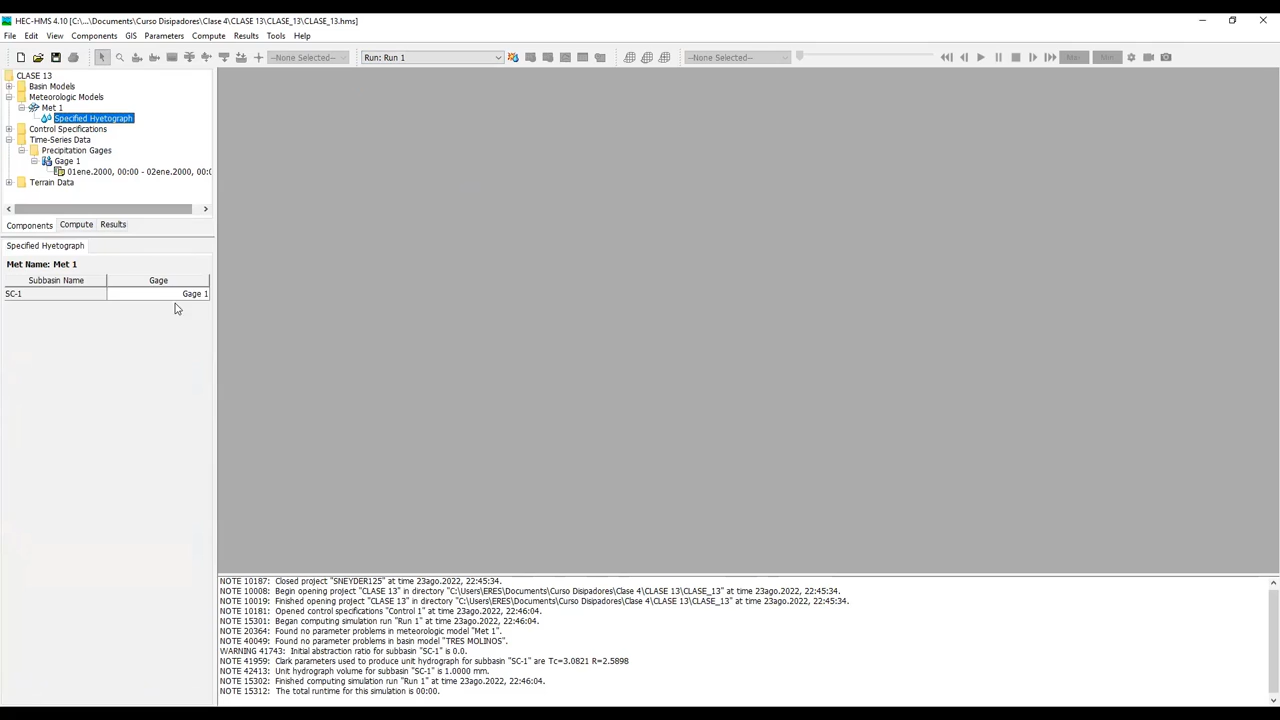 HEC-HMS 4.10 [C:\...\Documents\Curso Disipadores\Clase 4\CLASE 13\CLASE_13\CLASE_13.hms]
File Edit View Components GIS Parameters Compute Results Tools Help
--None Selected-- Run: Run 1 --None Selected--
CLASE 13
Basin Models
Meteorologic Models
Met 1
Specified Hyetograph
Control Specifications
Time-Series Data
Precipitation Gages
Gage 1
01ene.2000, 00:00 - 02ene.2000, 00:0
Terrain Data
Components Compute Results
Specified Hyetograph
Met Name: Met 1
Subbasin Name Gage
SC-1 Gage 1
NOTE 10187: Closed project "SNEYDER125" at time 23ago.2022, 22:45:34.
NOTE 10008: Begin opening project "CLASE 13" in directory "C:\Users\ERES\Documents\Curso Disipadores\Clase 4\CLASE 13\CLASE_13" at time 23ago.2022, 22:45:34.
NOTE 10019: Finished opening project "CLASE 13" in directory "C:\Users\ERES\Documents\Curso Disipadores\Clase 4\CLASE 13\CLASE_13" at time 23ago.2022, 22:45:34.
NOTE 10181: Opened control specifications "Control 1" at time 23ago.2022, 22:46:04.
NOTE 15301: Began computing simulation run "Run 1" at time 23ago.2022, 22:46:04.
NOTE 20364: Found no parameter problems in meteorologic model "Met 1".
NOTE 40049: Found no parameter problems in basin model "TRES MOLINOS".
WARNING 41743: Initial abstraction ratio for subbasin "SC-1" is 0.0.
NOTE 41959: Clark parameters used to produce unit hydrograph for subbasin "SC-1" are Tc=3.0821 R=2.5898
NOTE 42413: Unit hydrograph volume for subbasin "SC-1" is 1.0000 mm.
NOTE 15302: Finished computing simulation run "Run 1" at time 23ago.2022, 22:46:04.
NOTE 15312: The total runtime for this simulation is 00:00.